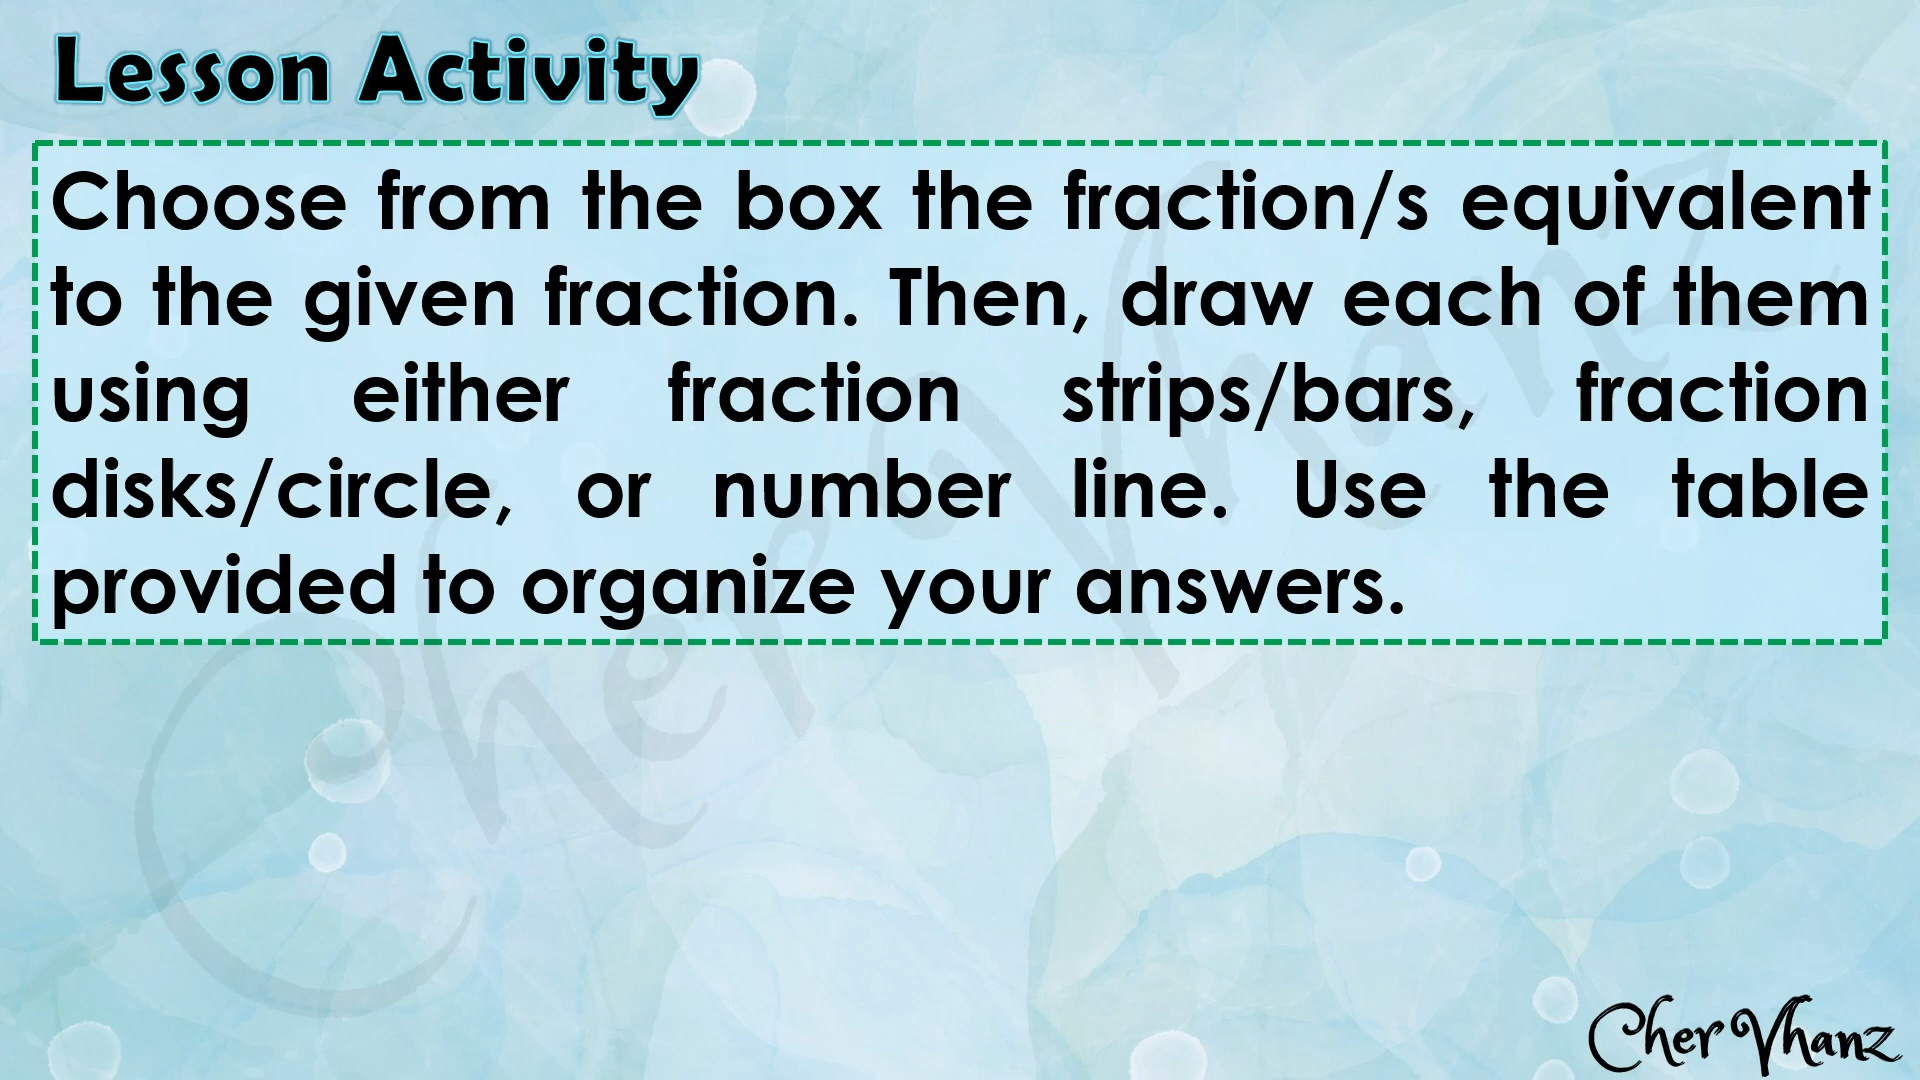 Lesson Activity
Choose from the box the fraction/s equivalent
to the given fraction. Then, draw each of them
using either fraction strips/bars, fraction
disks/circle, or number line. Use the table
provided to organize your answers.
Cher Vhanz
Cher Vhanz